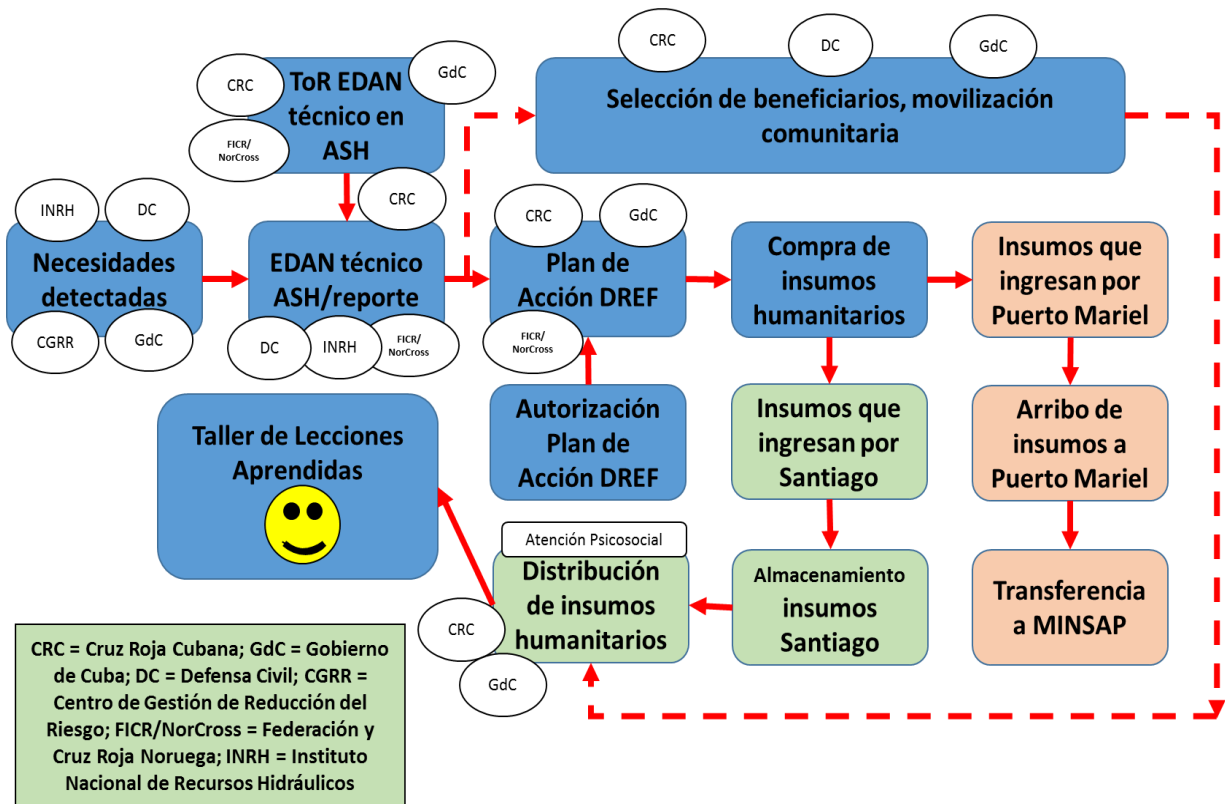 CRC
ToR EDAN
técnico en
ASH
GdC
FICR/
NorCross
CRC
DC
GdC
Selección de beneficiarios, movilización
comunitaria
INRH
DC
Necesidades
detectadas
CGRR
GdC
CRC
EDAN técnico
ASH/reporte
DC
INRH
FICR/
NorCross
CRC
GdC
Plan de
Acción DREF
FICR/
NorCross
Compra de
insumos
humanitarios
Insumos que
ingresan por
Puerto Mariel
Taller de Lecciones
Aprendidas
Autorización
Plan de
Acción DREF
Insumos que
ingresan por
Santiago
Arribo de
insumos a
Puerto Mariel
Atención Psicosocial
Distribución
de insumos
humanitarios
CRC
GdC
Almacenamiento
insumos
Santiago
Transferencia
a MINSAP
CRC = Cruz Roja Cubana; GdC = Gobierno
de Cuba; DC = Defensa Civil; CGRR =
Centro de Gestión de Reducción del
Riesgo; FICR/NorCross = Federación y
Cruz Roja Noruega; INRH = Instituto
Nacional de Recursos Hidráulicos